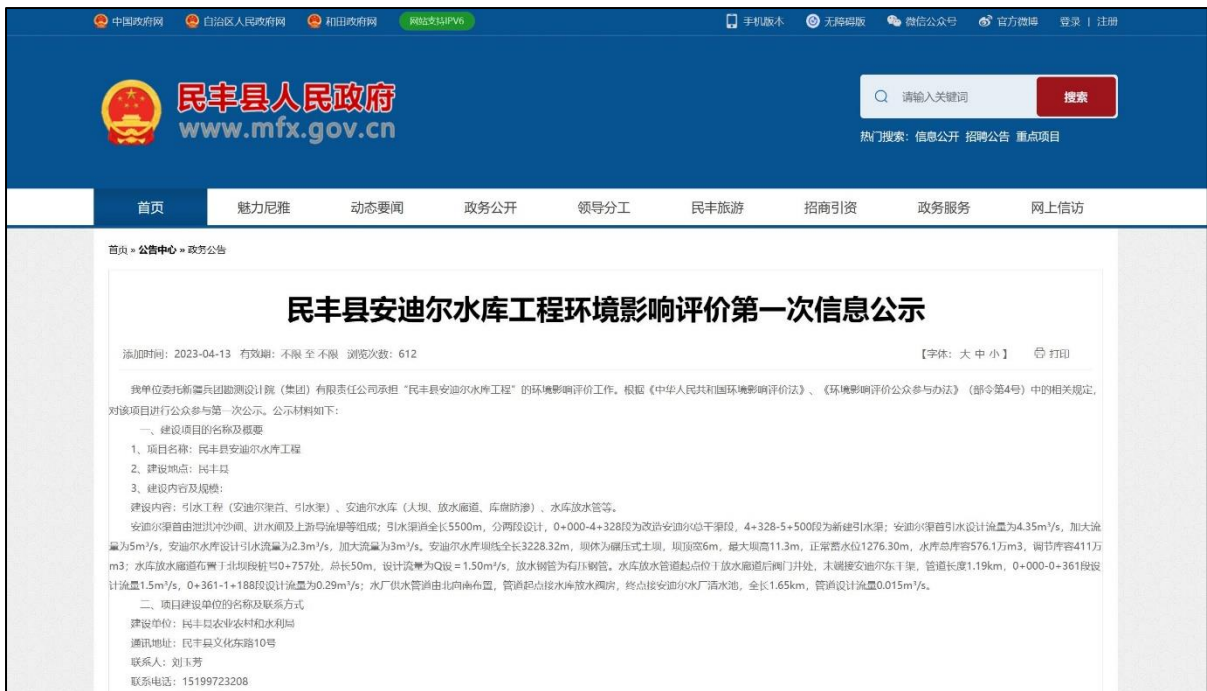 中国政府网 自治区人民政府网 和田政府网 网站支持IPV6 手机版本 无障碍版 微信公众号 官方微博 登录 | 注册
民丰县人民政府
www.mfx.gov.cn
请输入关键词 搜索
热门搜索：信息公开 招聘公告 重点项目
首页 魅力尼雅 动态要闻 政务公开 领导分工 民丰旅游 招商引资 政务服务 网上信访
首页 » 公告中心 » 政务公告
民丰县安迪尔水库工程环境影响评价第一次信息公示
添加时间：2023-04-13 有效期：不限 至 不限 浏览次数：612 【字体：大 中 小】 打印
我单位委托新疆兵团勘测设计院（集团）有限责任公司承担“民丰县安迪尔水库工程”的环境影响评价工作。根据《中华人民共和国环境影响评价法》、《环境影响评价公众参与办法》（部令第4号）中的相关规定，
对该项目进行公众参与第一次公示。公示材料如下：
一、建设项目的名称及概要
1、项目名称：民丰县安迪尔水库工程
2、建设地点：民丰县
3、建设内容及规模：
建设内容：引水工程（安迪尔渠首、引水渠）、安迪尔水库（大坝、放水廊道、库盘防渗）、水库放水管等。
安迪尔渠首由泄洪冲沙闸、进水闸及上游导流堤等组成；引水渠道全长5500m，分两段设计，0+000-4+328段为改造安迪尔总干渠段，4+328-5+500段为新建引水渠；安迪尔渠首引水设计流量为4.35m³/s，加大流
量为5m³/s，安迪尔水库设计引水流量为2.3m³/s，加大流量为3m³/s。安迪尔水库坝线全长3228.32m，坝体为碾压式土坝，坝顶宽6m，最大坝高11.3m，正常蓄水位1276.30m，水库总库容576.1万m3，调节库容411万
m3；水库放水廊道布置于北坝段桩号0+757处，总长50m，设计流量为Q设＝1.50m³/s，放水钢管为有压钢管。水库放水管道起点位于放水廊道后阀门井处，末端接安迪尔东干渠，管道长度1.19km，0+000-0+361段设
计流量1.5m³/s，0+361-1+188段设计流量为0.29m³/s；水厂供水管道由北向南布置，管道起点接水库放水阀房，终点接安迪尔水厂清水池，全长1.65km，管道设计流量0.015m³/s。
二、项目建设单位的名称及联系方式
建设单位：民丰县农业农村和水利局
通讯地址：民丰县文化东路10号
联系人：刘玉芳
联系电话：15199723208